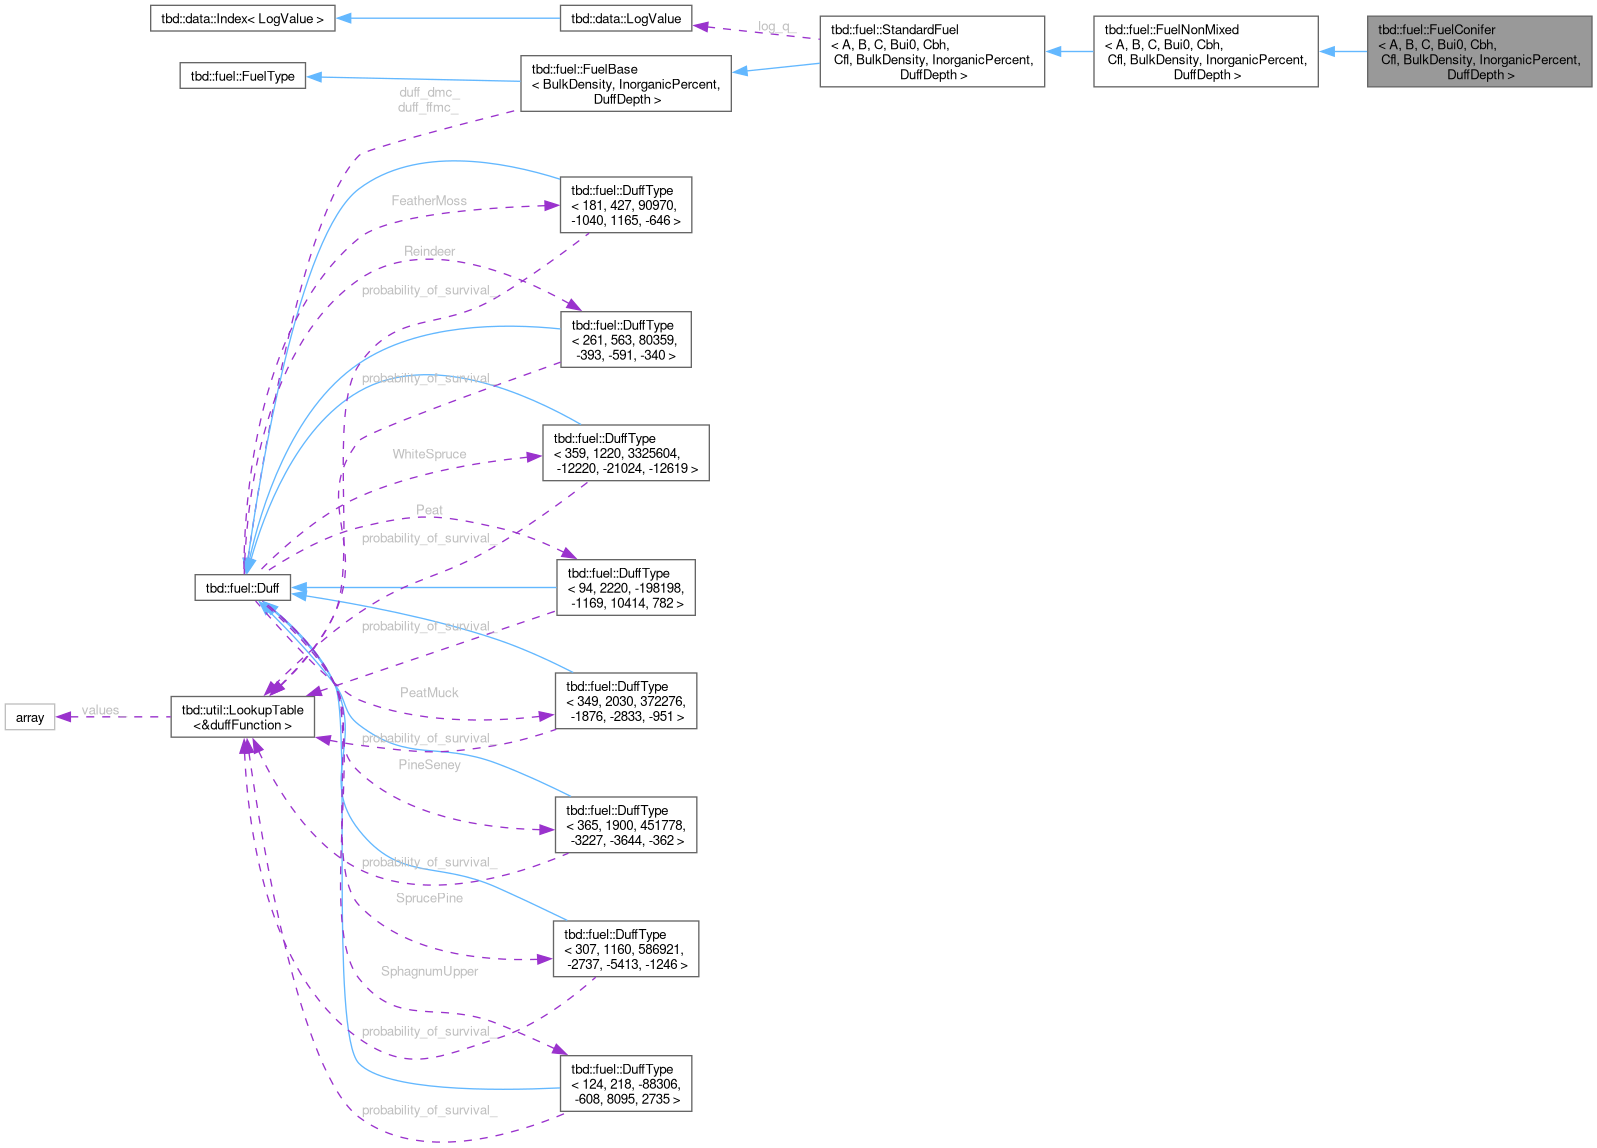 tbd::data::Index< LogValue >
tbd::data::LogValue
log_q_
tbd::fuel::StandardFuel
< A, B, C, Bui0, Cbh,
Cfl, BulkDensity, InorganicPercent,
DuffDepth >
tbd::fuel::FuelNonMixed
< A, B, C, Bui0, Cbh,
Cfl, BulkDensity, InorganicPercent,
DuffDepth >
tbd::fuel::FuelConifer
< A, B, C, Bui0, Cbh,
Cfl, BulkDensity, InorganicPercent,
DuffDepth >
tbd::fuel::FuelType
tbd::fuel::FuelBase
< BulkDensity, InorganicPercent,
DuffDepth >
duff_dmc_
duff_ffmc_
tbd::fuel::DuffType
< 181, 427, 90970,
-1040, 1165, -646 >
FeatherMoss
Reindeer
probability_of_survival_
tbd::fuel::DuffType
< 261, 563, 80359,
-393, -591, -340 >
probability_of_survival_
tbd::fuel::DuffType
< 359, 1220, 3325604,
-12220, -21024, -12619 >
WhiteSpruce
Peat
probability_of_survival_
tbd::fuel::DuffType
< 94, 2220, -198198,
-1169, 10414, 782 >
tbd::fuel::Duff
probability_of_survival_
tbd::fuel::DuffType
< 349, 2030, 372276,
-1876, -2833, -951 >
PeatMuck
tbd::util::LookupTable
<&duffFunction >
values
array
probability_of_survival_
PineSeney
tbd::fuel::DuffType
< 365, 1900, 451778,
-3227, -3644, -362 >
probability_of_survival_
SprucePine
tbd::fuel::DuffType
< 307, 1160, 586921,
-2737, -5413, -1246 >
SphagnumUpper
probability_of_survival_
tbd::fuel::DuffType
< 124, 218, -88306,
-608, 8095, 2735 >
probability_of_survival_